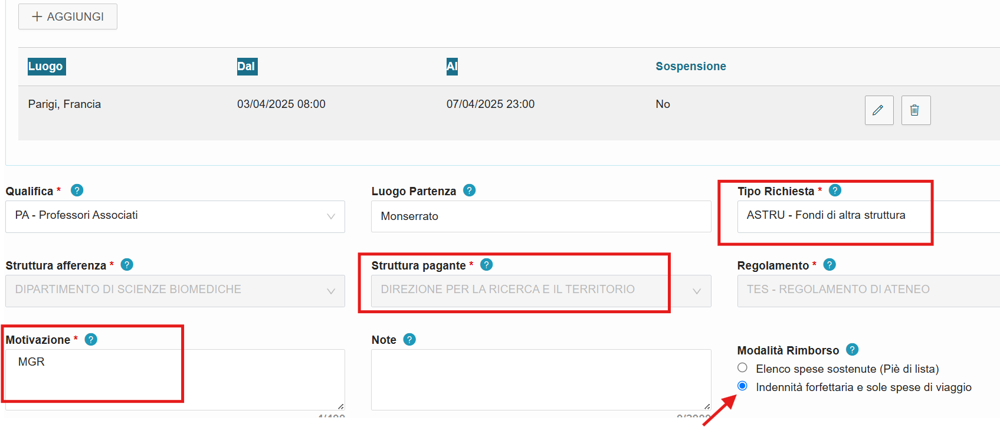 + AGGIUNGI
Luogo Dal Al Sospensione
Parigi, Francia 03/04/2025 08:00 07/04/2025 23:00 No
Qualifica * ? Luogo Partenza ? Tipo Richiesta * ?
PA - Professori Associati Monserrato ASTRU - Fondi di altra struttura
Struttura afferenza * ? Struttura pagante * ? Regolamento * ?
DIPARTIMENTO DI SCIENZE BIOMEDICHE DIREZIONE PER LA RICERCA E IL TERRITORIO TES - REGOLAMENTO DI ATENEO
Motivazione * ? Note ? Modalità Rimborso ?
MGR
Elenco spese sostenute (Piè di lista)
Indennità forfettaria e sole spese di viaggio